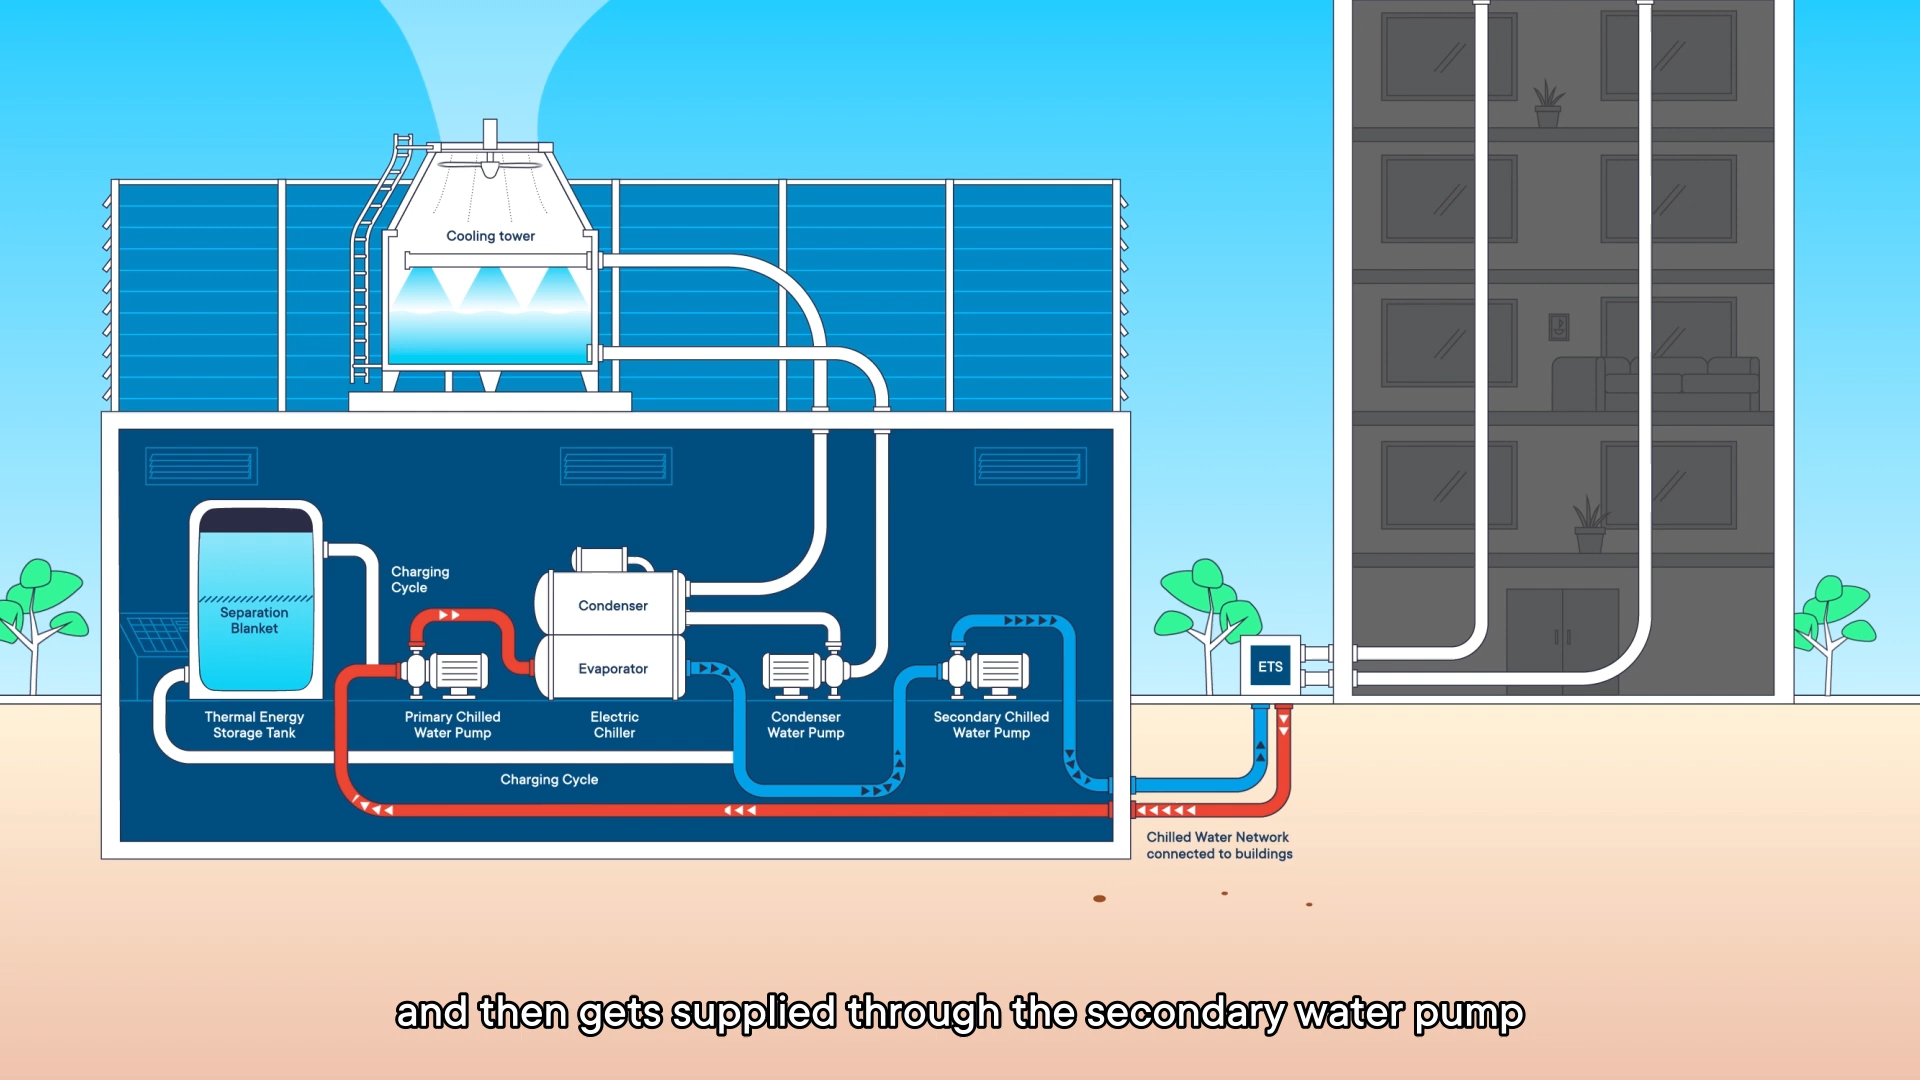 Cooling tower
Charging
Cycle
Condenser
Separation
Blanket
Evaporator
ETS
Thermal Energy
Storage Tank
Primary Chilled
Water Pump
Electric
Chiller
Condenser
Water Pump
Secondary Chilled
Water Pump
Charging Cycle
Chilled Water Network
connected to buildings
and then gets supplied through the secondary water pump